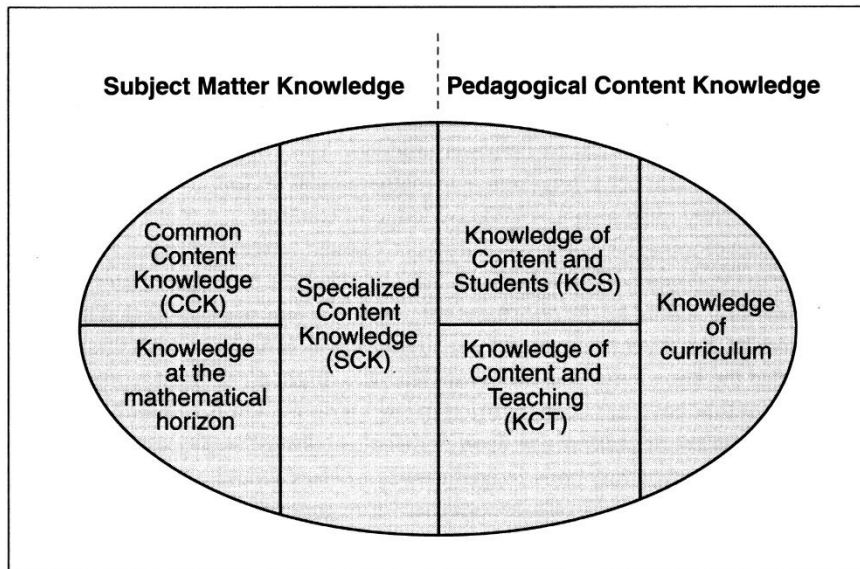 Subject Matter Knowledge
Pedagogical Content Knowledge
Common
Content
Knowledge
(CCK)
Knowledge
at the
mathematical
horizon
Specialized
Content
Knowledge
(SCK)
Knowledge of
Content and
Students (KCS)
Knowledge of
Content and
Teaching
(KCT)
Knowledge
of
curriculum